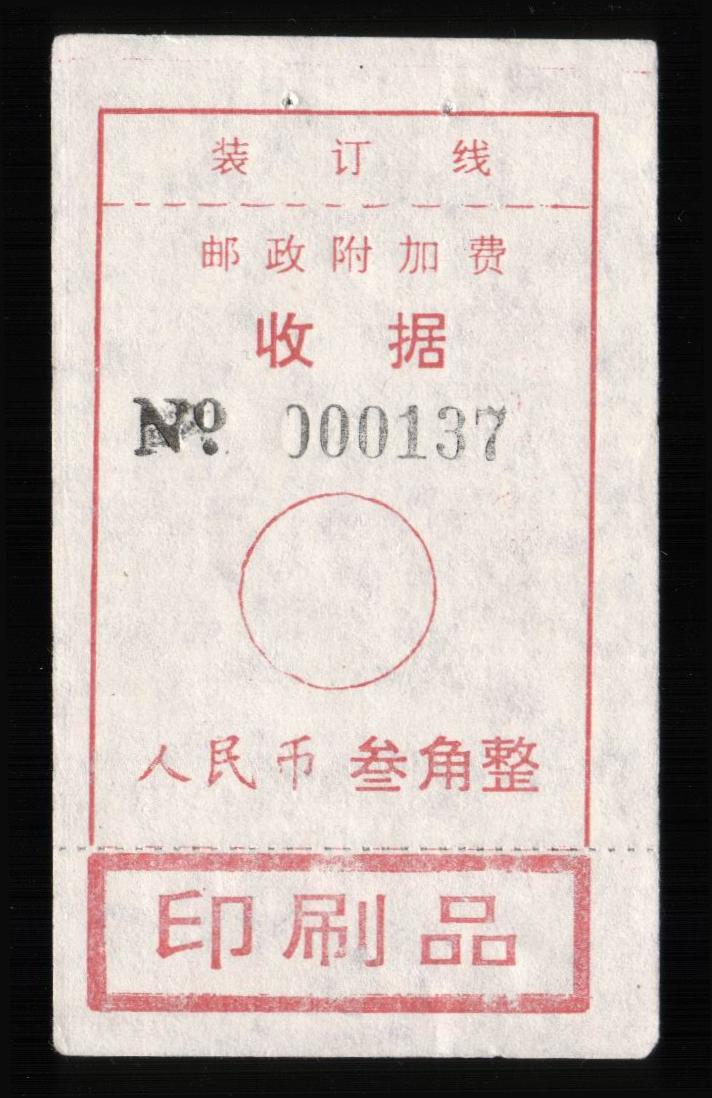 装订线
邮政附加费
收据
No. 000137
人民币 叁角整
印刷品